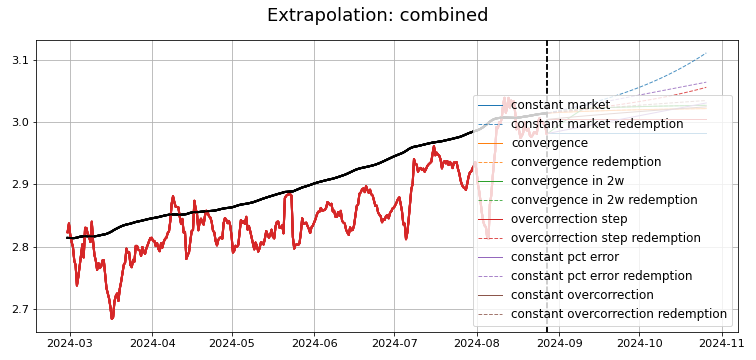 Extrapolation: combined
3.1
3.0
2.9
2.8
2.7
constant market
constant market redemption
convergence
convergence redemption
convergence in 2w
convergence in 2w redemption
overcorrection step
overcorrection step redemption
constant pct error
constant pct error redemption
constant overcorrection
constant overcorrection redemption
2024-03 2024-04 2024-05 2024-06 2024-07 2024-08 2024-09 2024-10 2024-11